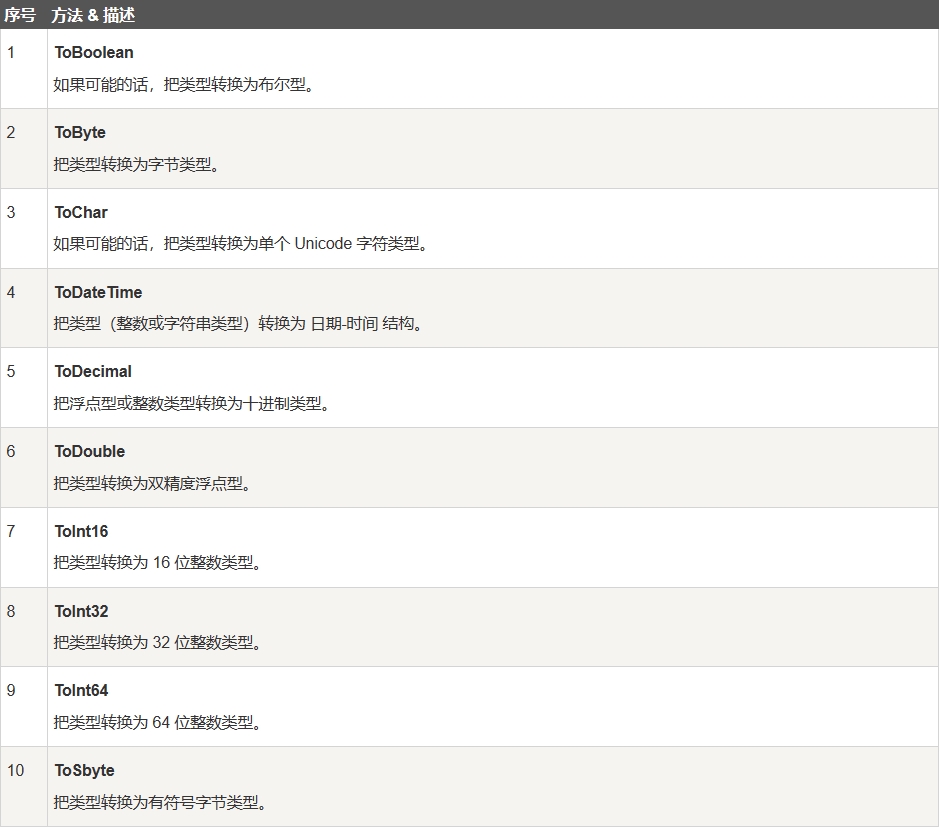 序号 方法 & 描述
1 ToBoolean
如果可能的话，把类型转换为布尔型。
2 ToByte
把类型转换为字节类型。
3 ToChar
如果可能的话，把类型转换为单个 Unicode 字符类型。
4 ToDateTime
把类型（整数或字符串类型）转换为 日期-时间 结构。
5 ToDecimal
把浮点型或整数类型转换为十进制类型。
6 ToDouble
把类型转换为双精度浮点型。
7 ToInt16
把类型转换为 16 位整数类型。
8 ToInt32
把类型转换为 32 位整数类型。
9 ToInt64
把类型转换为 64 位整数类型。
10 ToSbyte
把类型转换为有符号字节类型。